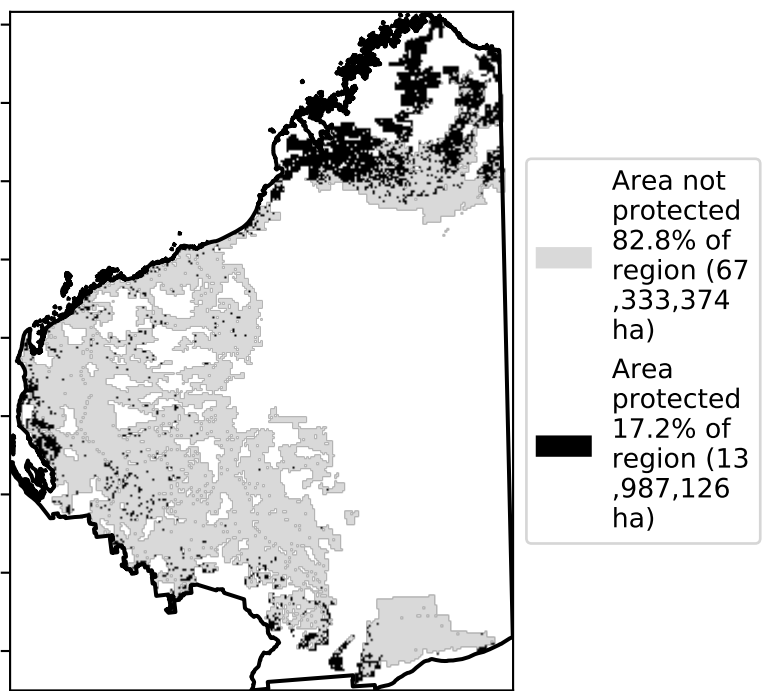 Area not
protected
82.8% of
region (67
,333,374
ha)
Area
protected
17.2% of
region (13
,987,126
ha)